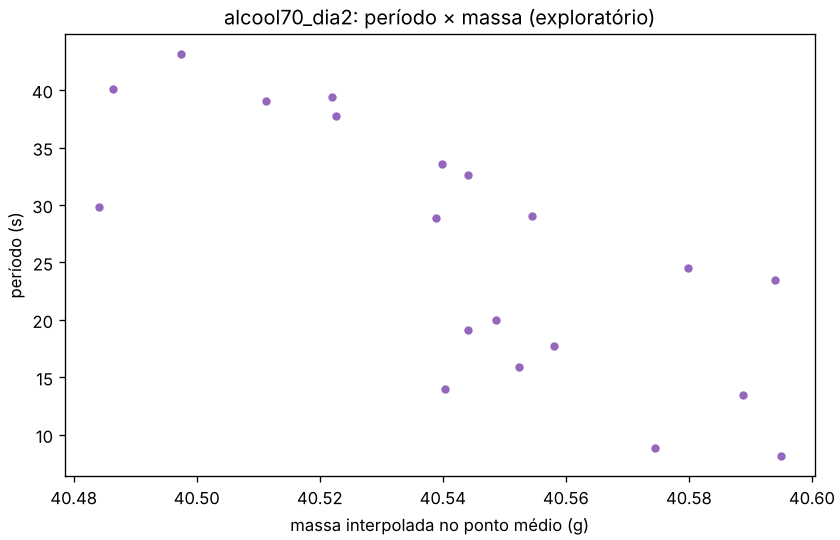 alcool70_dia2: período × massa (exploratório)
período (s)
40
35
30
25
20
15
10
40.48 40.50 40.52 40.54 40.56 40.58 40.60
massa interpolada no ponto médio (g)